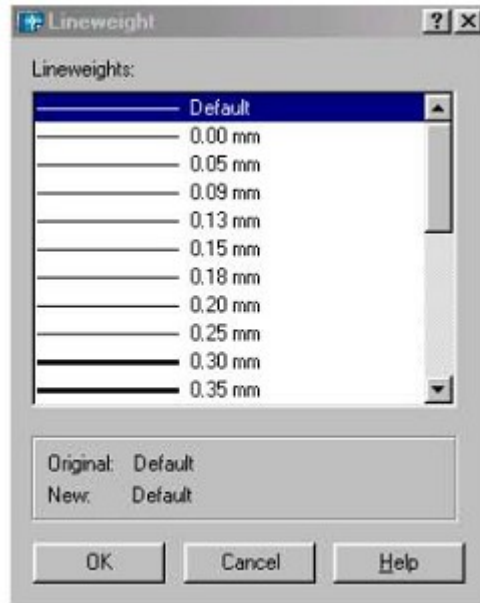 Lineweight
Lineweights:
Default
0.00 mm
0.05 mm
0.09 mm
0.13 mm
0.15 mm
0.18 mm
0.20 mm
0.25 mm
0.30 mm
0.35 mm
Original: Default
New: Default
OK Cancel Help